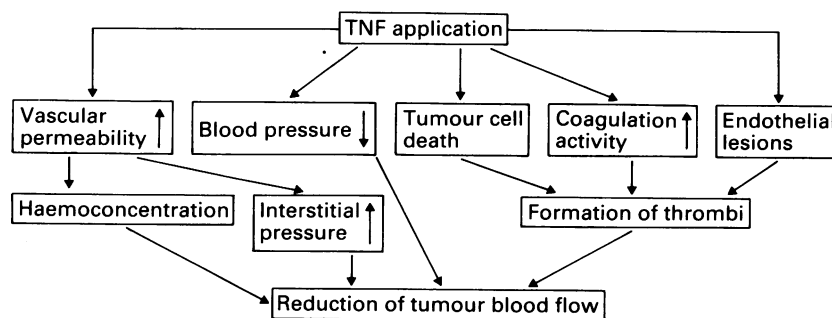 TNF application
Vascular
permeability
Blood pressure
Tumour cell
death
Coagulation
activity
Endothelial
lesions
Haemoconcentration
Interstitial
pressure
Formation of thrombi
Reduction of tumour blood flow